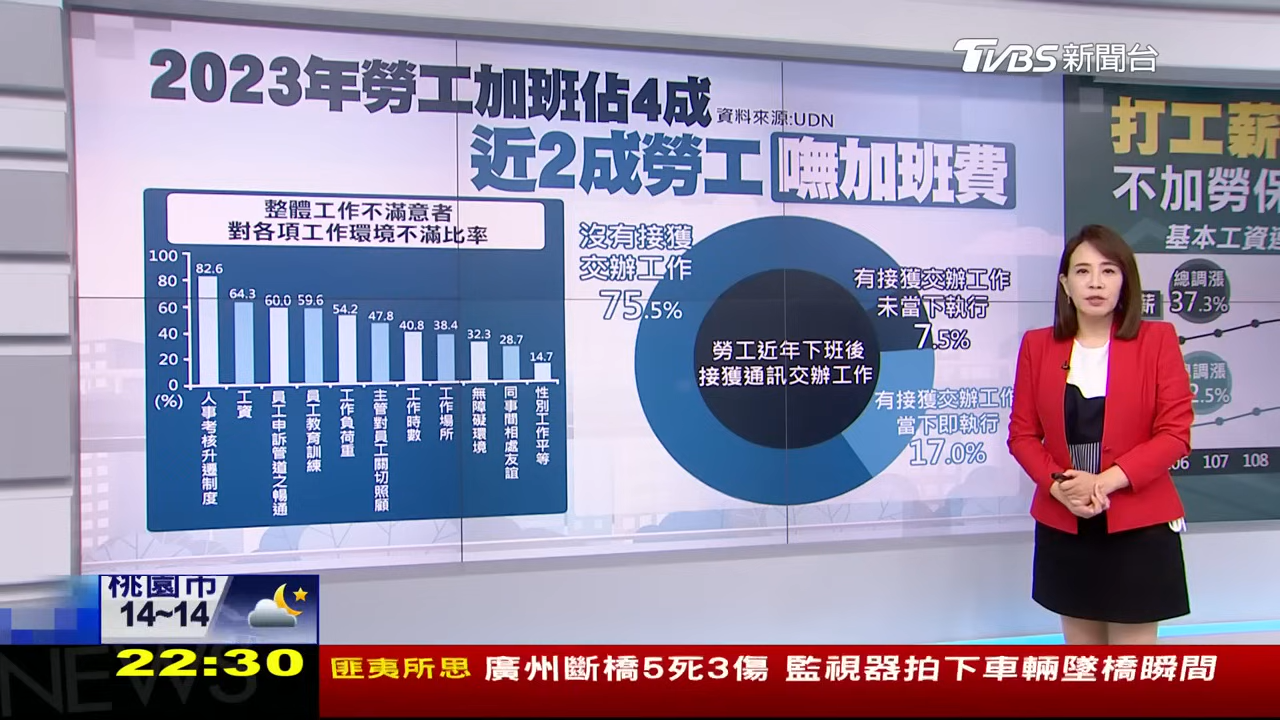 TVBS新聞台
2023年勞工加班佔4成
資料來源:UDN
近2成勞工嘸加班費
整體工作不滿意者
對各項工作環境不滿比率
100
80
60
40
20
0
(%)
82.6
64.3
60.0
59.6
54.2
47.8
40.8
38.4
32.3
28.7
14.7
人事考核升遷制度
工資
員工申訴管道之暢通
員工教育訓練
工作負荷重
主管對員工關切照顧
工作時數
工作場所
無障礙環境
同事間相處友誼
性別工作平等
沒有接獲
交辦工作
75.5%
有接獲交辦工作
未當下執行
7.5%
勞工近年下班後
接獲通訊交辦工作
有接獲交辦工作
當下即執行
17.0%
打工薪
不加勞保
基本工資
薪
總調漲
37.3%
調漲
2.5%
106 107 108
桃園市
14~14
NEWS
22:30
匪夷所思 廣州斷橋5死3傷 監視器拍下車輛墜橋瞬間